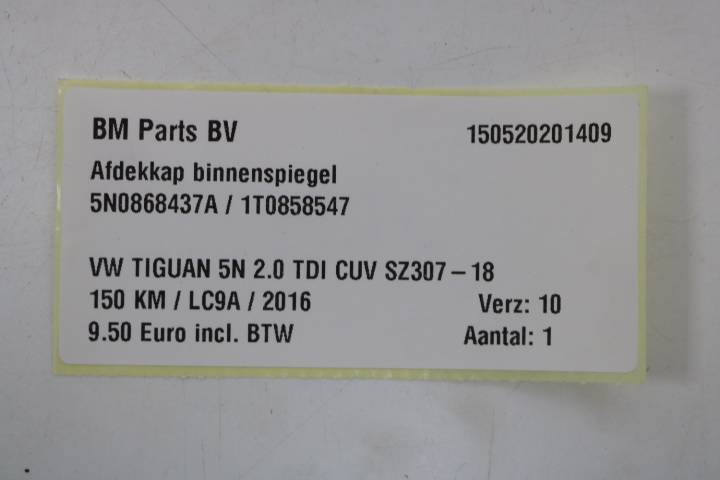 BM Parts BV 150520201409
Afdekkap binnenspiegel
5N0868437A / 1T0858547
VW TIGUAN 5N 2.0 TDI CUV SZ307-18
150 KM / LC9A / 2016 Verz: 10
9.50 Euro incl. BTW Aantal: 1